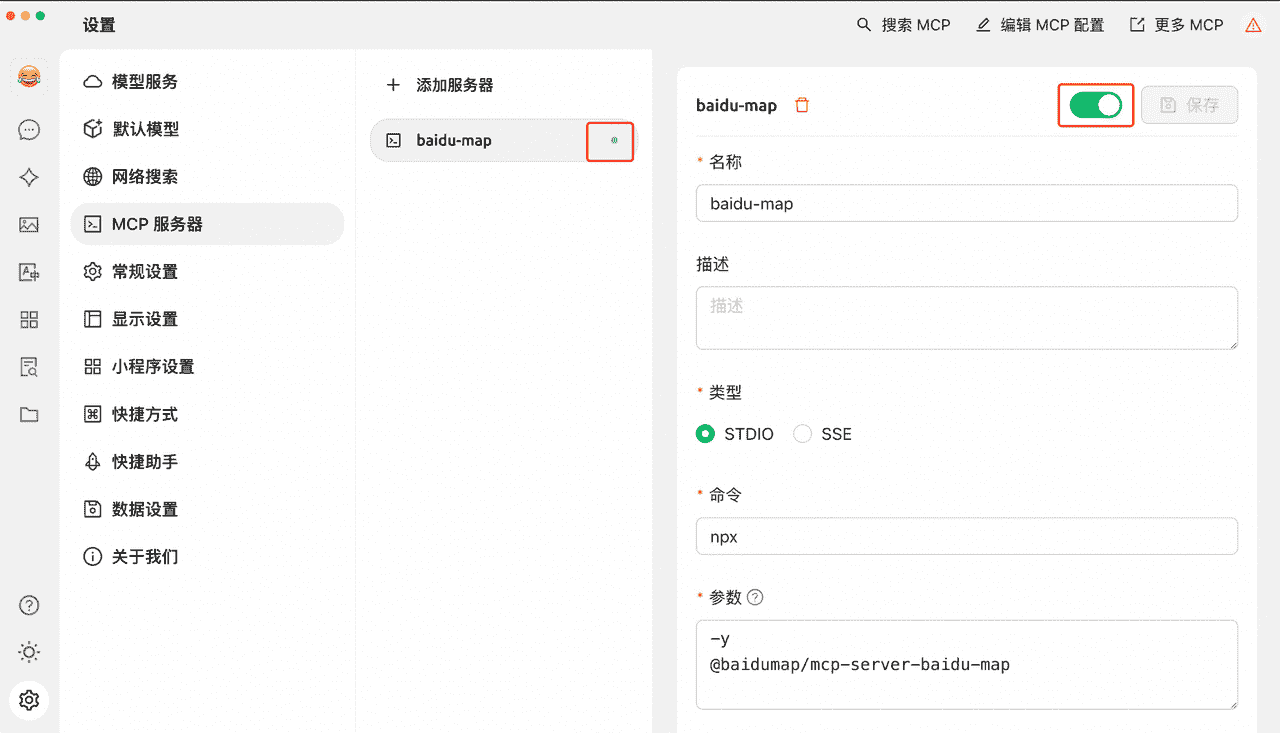 设置
搜索 MCP
编辑 MCP 配置
更多 MCP
模型服务
默认模型
网络搜索
MCP 服务器
常规设置
显示设置
小程序设置
快捷方式
快捷助手
数据设置
关于我们
添加服务器
baidu-map
baidu-map
保存
* 名称
baidu-map
描述
描述
* 类型
STDIO
SSE
* 命令
npx
* 参数
-y
@baidumap/mcp-server-baidu-map